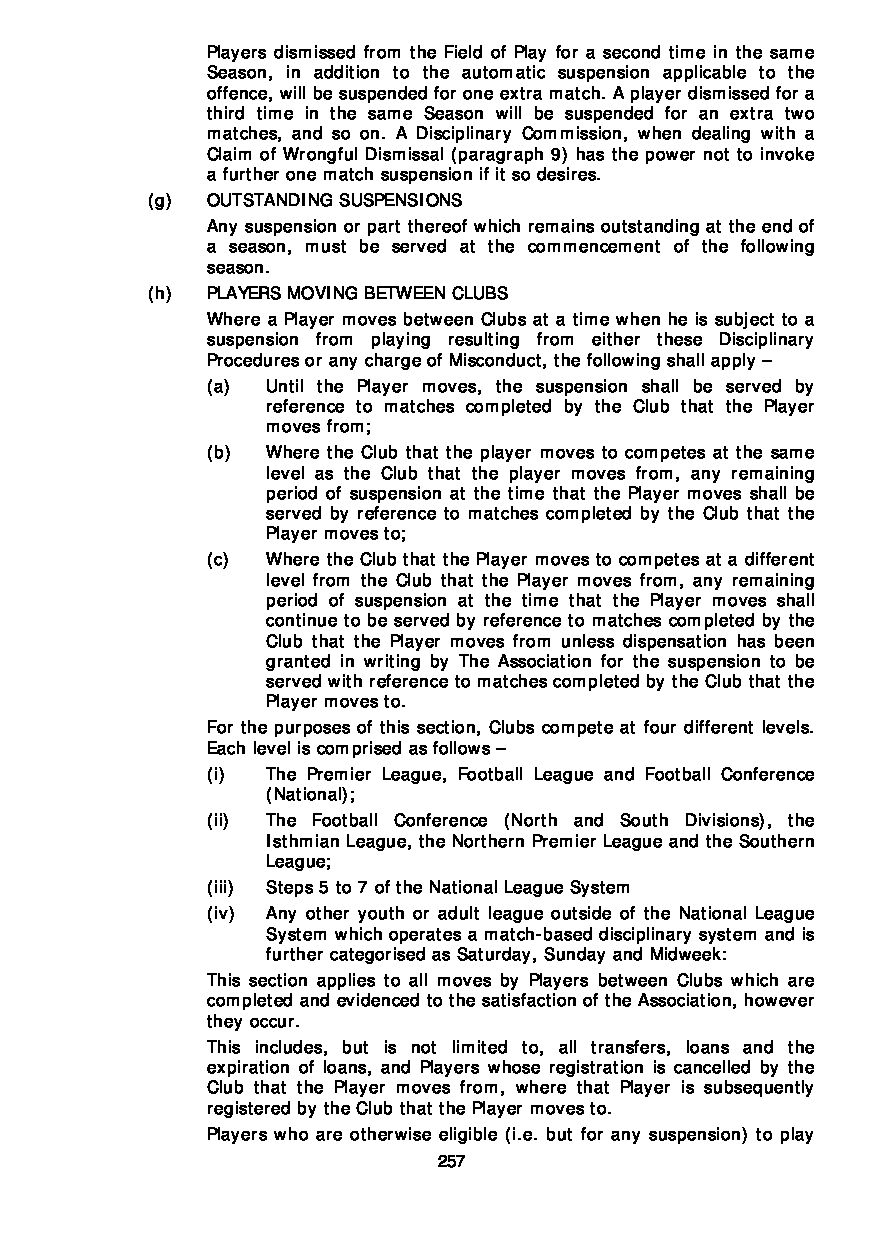 Players dismissed from the Field of Play for a second time in the same
Season, in addition to the automatic suspension applicable to the
offence, will be suspended for one extra match. A player dismissed for a
third time in the same Season will be suspended for an extra two
matches, and so on. A Disciplinary Commission, when dealing with a
Claim of Wrongful Dismissal (paragraph 9) has the power not to invoke
a further one match suspension if it so desires.
(g) OUTSTANDING SUSPENSIONS
Any suspension or part thereof which remains outstanding at the end of
a season, must be served at the commencement of the following
season.
(h) PLAYERS MOVING BETWEEN CLUBS
Where a Player moves between Clubs at a time when he is subject to a
suspension from playing resulting from either these Disciplinary
Procedures or any charge of Misconduct, the following shall apply –
(a) Until the Player moves, the suspension shall be served by
reference to matches completed by the Club that the Player
moves from;
(b) Where the Club that the player moves to competes at the same
level as the Club that the player moves from, any remaining
period of suspension at the time that the Player moves shall be
served by reference to matches completed by the Club that the
Player moves to;
(c) Where the Club that the Player moves to competes at a different
level from the Club that the Player moves from, any remaining
period of suspension at the time that the Player moves shall
continue to be served by reference to matches completed by the
Club that the Player moves from unless dispensation has been
granted in writing by The Association for the suspension to be
served with reference to matches completed by the Club that the
Player moves to.
For the purposes of this section, Clubs compete at four different levels.
Each level is comprised as follows –
(i) The Premier League, Football League and Football Conference
(National);
(ii) The Football Conference (North and South Divisions), the
Isthmian League, the Northern Premier League and the Southern
League;
(iii) Steps 5 to 7 of the National League System
(iv) Any other youth or adult league outside of the National League
System which operates a match-based disciplinary system and is
further categorised as Saturday, Sunday and Midweek:
This section applies to all moves by Players between Clubs which are
completed and evidenced to the satisfaction of the Association, however
they occur.
This includes, but is not limited to, all transfers, loans and the
expiration of loans, and Players whose registration is cancelled by the
Club that the Player moves from, where that Player is subsequently
registered by the Club that the Player moves to.
Players who are otherwise eligible (i.e. but for any suspension) to play
257